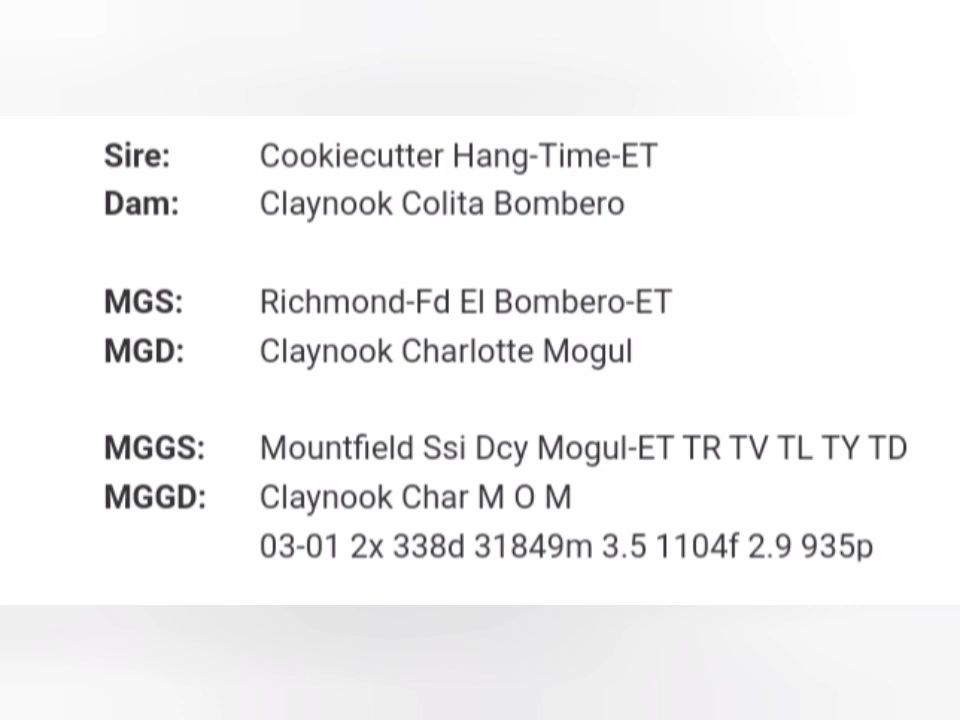 Sire: Cookiecutter Hang-Time-ET
Dam: Claynook Colita Bombero
MGS: Richmond-Fd El Bombero-ET
MGD: Claynook Charlotte Mogul
MGGS: Mountfield Ssi Dcy Mogul-ET TR TV TL TY TD
MGGD: Claynook Char M O M
03-01 2x 338d 31849m 3.5 1104f 2.9 935p